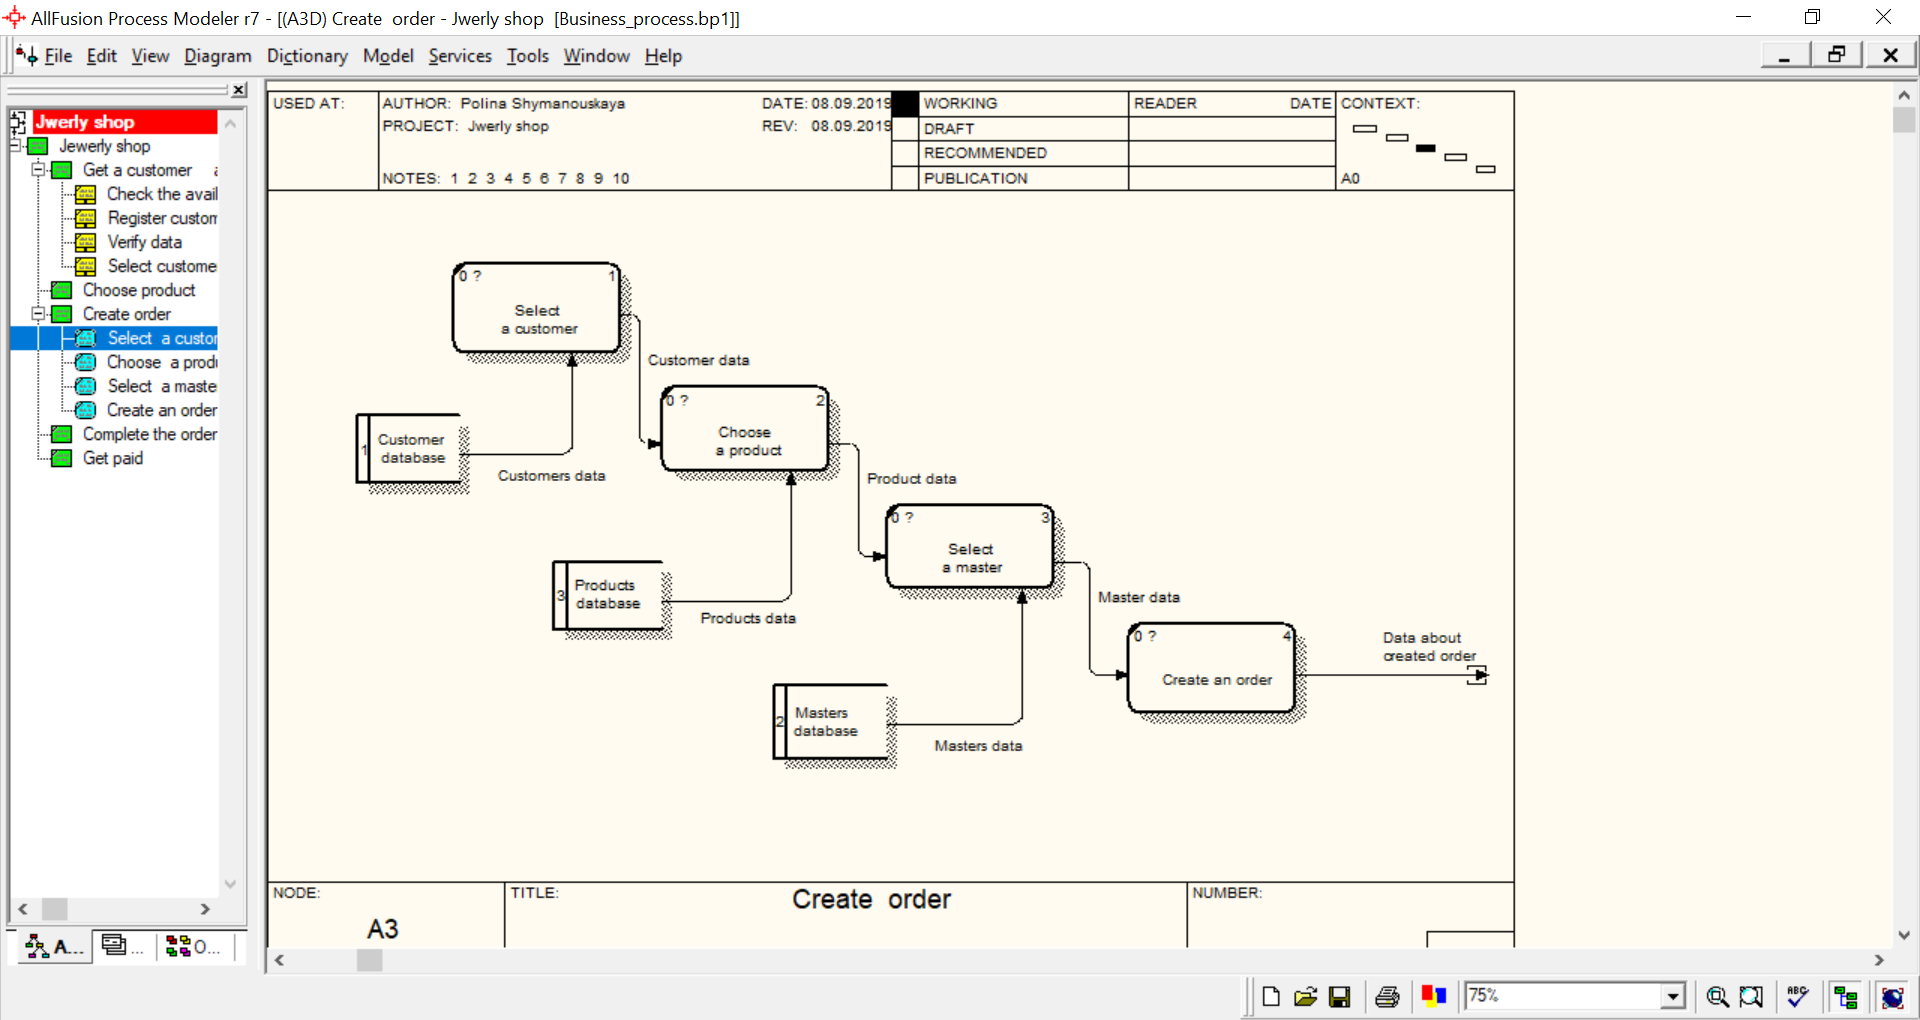 AllFusion Process Modeler r7 - [(A3D) Create order - Jwerly shop [Business_process.bp1]]
File Edit View Diagram Dictionary Model Services Tools Window Help
Jwerly shop
Jewerly shop
Get a customer
Check the avail
Register custom
Verify data
Select custome
Choose product
Create order
Select a custor
Choose a prod
Select a maste
Create an order
Complete the order
Get paid
A...
...
O...
USED AT:
AUTHOR: Polina Shymanouskaya
PROJECT: Jwerly shop
DATE: 08.09.2019
REV: 08.09.2019
NOTES: 1 2 3 4 5 6 7 8 9 10
WORKING
DRAFT
RECOMMENDED
PUBLICATION
READER DATE
CONTEXT:
A0
0 ? 1
Select
a customer
Customer data
1
Customer
database
Customers data
0 ? 2
Choose
a product
Product data
3
Products
database
Products data
0 ? 3
Select
a master
Master data
2
Masters
database
Masters data
0 ? 4
Create an order
Data about
created order
NODE:
A3
TITLE:
Create order
NUMBER:
75%
ABC